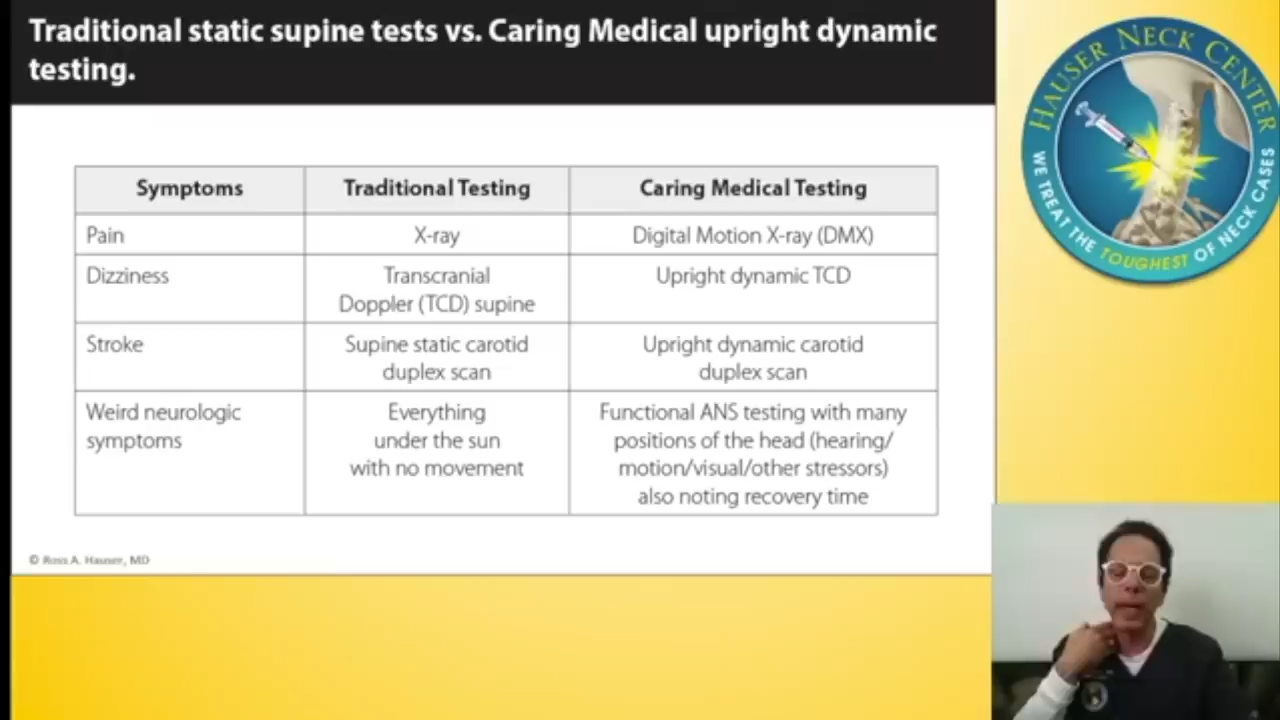 Traditional static supine tests vs. Caring Medical upright dynamic
testing.
HAUSER NECK CENTER
WE TREAT THE TOUGHEST OF NECK CASES
Symptoms
Traditional Testing
Caring Medical Testing
Pain
X-ray
Digital Motion X-ray (DMX)
Dizziness
Transcranial
Doppler (TCD) supine
Upright dynamic TCD
Stroke
Supine static carotid
duplex scan
Upright dynamic carotid
duplex scan
Weird neurologic
symptoms
Everything
under the sun
with no movement
Functional ANS testing with many
positions of the head (hearing/
motion/visual/other stressors)
also noting recovery time
© Ross A. Hauser, MD